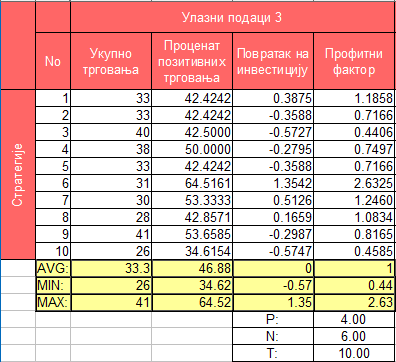 Улазни подаци 3
No Укупно трговања Проценат позитивних трговања Повратак на инвестицију Профитни фактор
Стратегије
1 33 42.4242 0.3875 1.1858
2 33 42.4242 -0.3588 0.7166
3 40 42.5000 -0.5727 0.4406
4 38 50.0000 -0.2795 0.7497
5 33 42.4242 -0.3588 0.7166
6 31 64.5161 1.3542 2.6325
7 30 53.3333 0.5126 1.2460
8 28 42.8571 0.1659 1.0834
9 41 53.6585 -0.2987 0.8165
10 26 34.6154 -0.5747 0.4585
AVG: 33.3 46.88 0 1
MIN: 26 34.62 -0.57 0.44
MAX: 41 64.52 1.35 2.63
P: 4.00
N: 6.00
T: 10.00